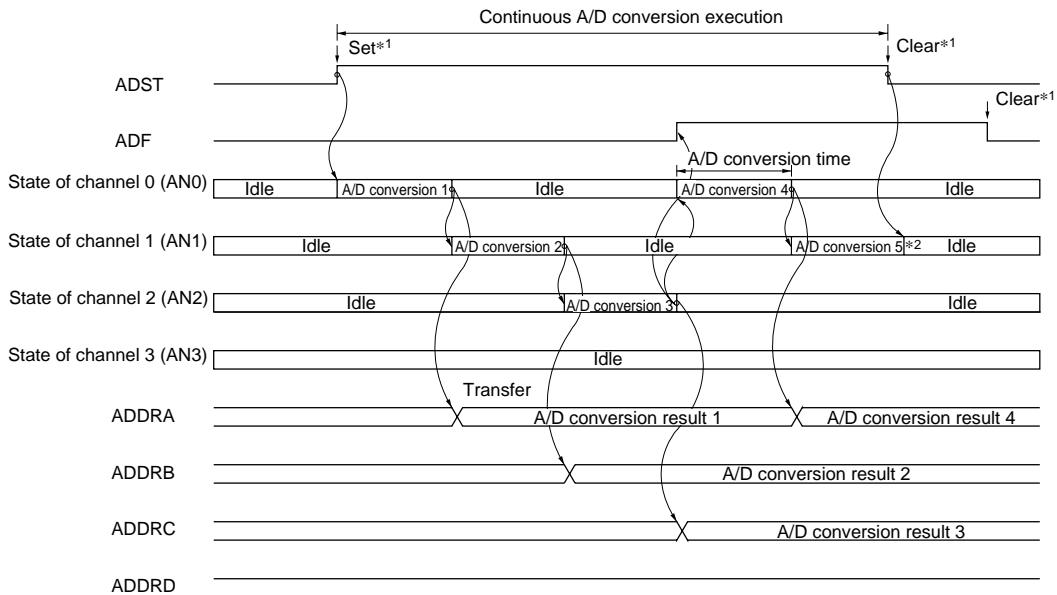 Continuous A/D conversion execution
Set*1
Clear*1
ADST
Clear*1
ADF
A/D conversion time
State of channel 0 (AN0)
Idle
A/D conversion 1
Idle
A/D conversion 4
Idle
State of channel 1 (AN1)
Idle
A/D conversion 2
Idle
A/D conversion 5*2
Idle
State of channel 2 (AN2)
Idle
A/D conversion 3
Idle
State of channel 3 (AN3)
Idle
Transfer
ADDRA
A/D conversion result 1
A/D conversion result 4
ADDRB
A/D conversion result 2
ADDRC
A/D conversion result 3
ADDRD